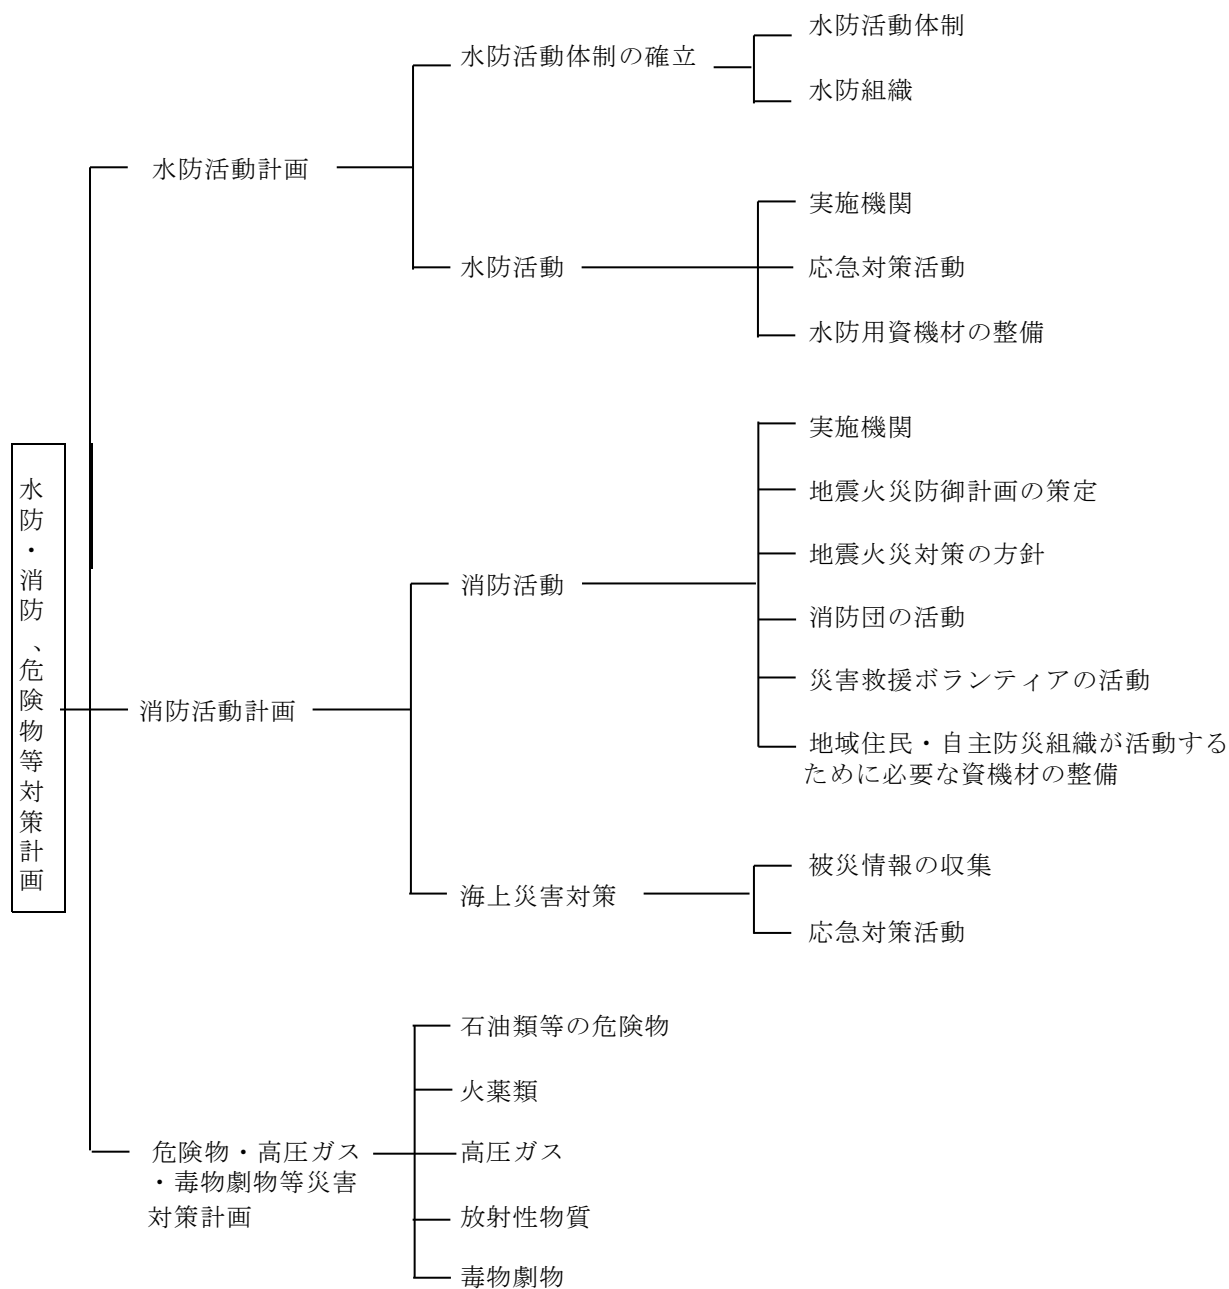 水防・消防、危険物等対策計画
水防活動計画
水防活動体制の確立
水防活動体制
水防組織
水防活動
実施機関
応急対策活動
水防用資機材の整備
消防活動計画
消防活動
実施機関
地震火災防御計画の策定
地震火災対策の方針
消防団の活動
災害救援ボランティアの活動
地域住民・自主防災組織が活動する
ために必要な資機材の整備
海上災害対策
被災情報の収集
応急対策活動
危険物・高圧ガス
・毒物劇物等災害
対策計画
石油類等の危険物
火薬類
高圧ガス
放射性物質
毒物劇物